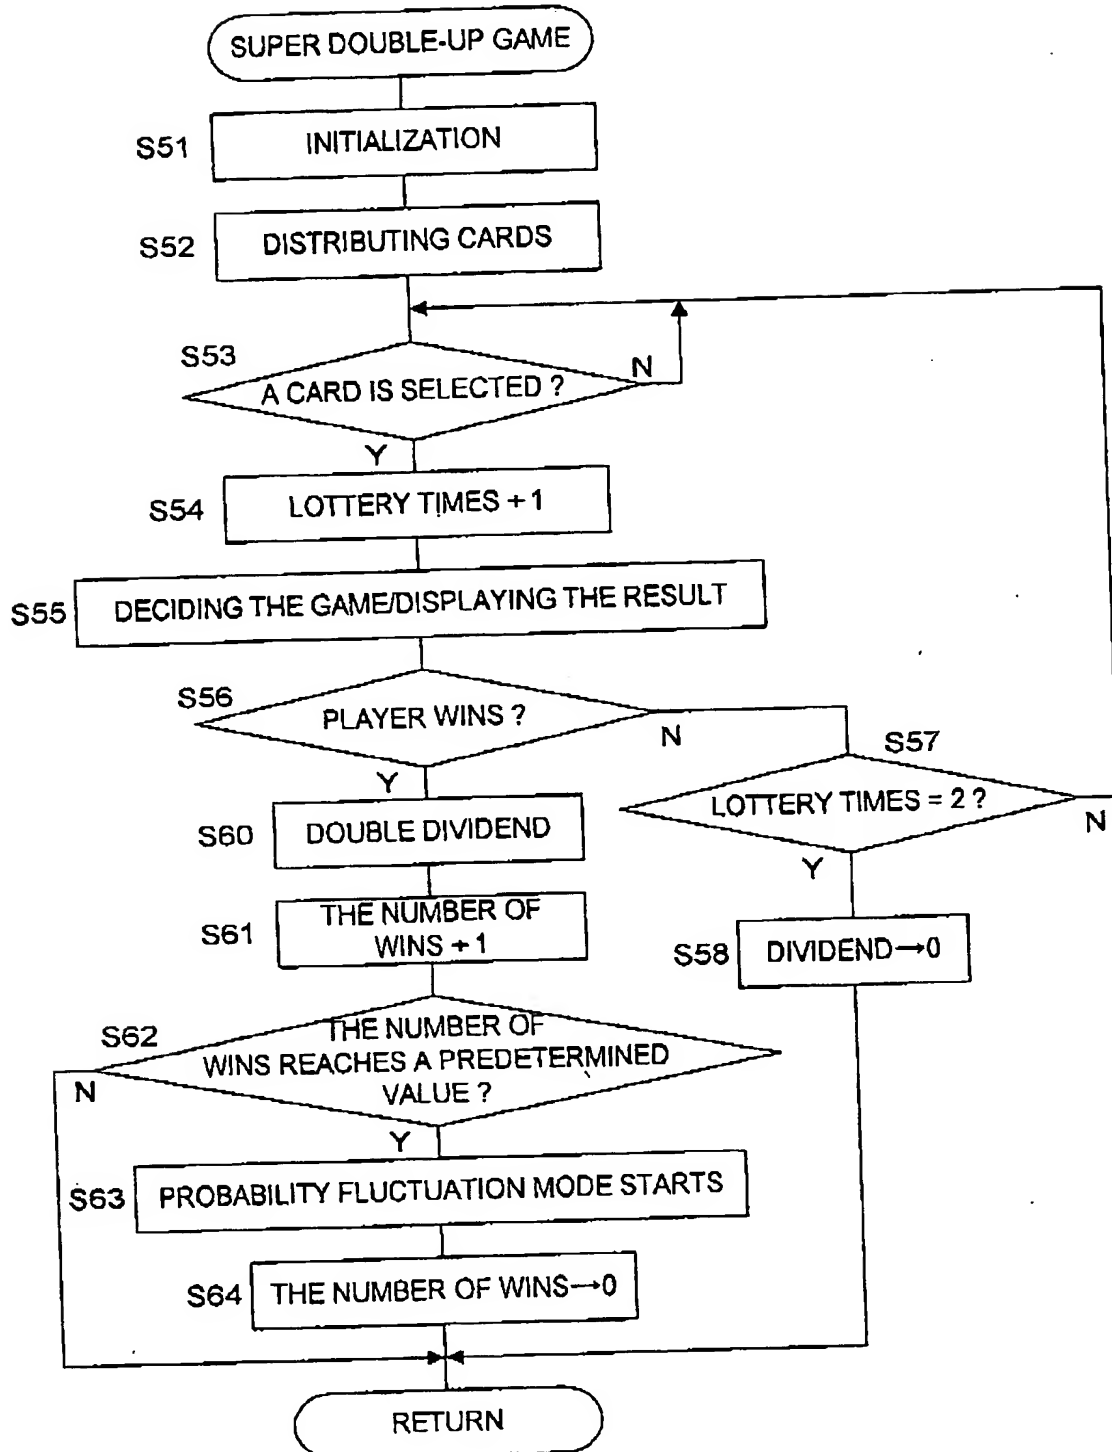 SUPER DOUBLE-UP GAME
S51
INITIALIZATION
S52
DISTRIBUTING CARDS
S53
A CARD IS SELECTED ?
N
Y
S54
LOTTERY TIMES + 1
S55
DECIDING THE GAME/DISPLAYING THE RESULT
S56
PLAYER WINS ?
N
Y
S57
LOTTERY TIMES = 2 ?
N
Y
S60
DOUBLE DIVIDEND
S61
THE NUMBER OF
WINS + 1
S58
DIVIDEND→0
S62
THE NUMBER OF
WINS REACHES A PREDETERMINED
VALUE ?
N
Y
S63
PROBABILITY FLUCTUATION MODE STARTS
S64
THE NUMBER OF WINS→0
RETURN